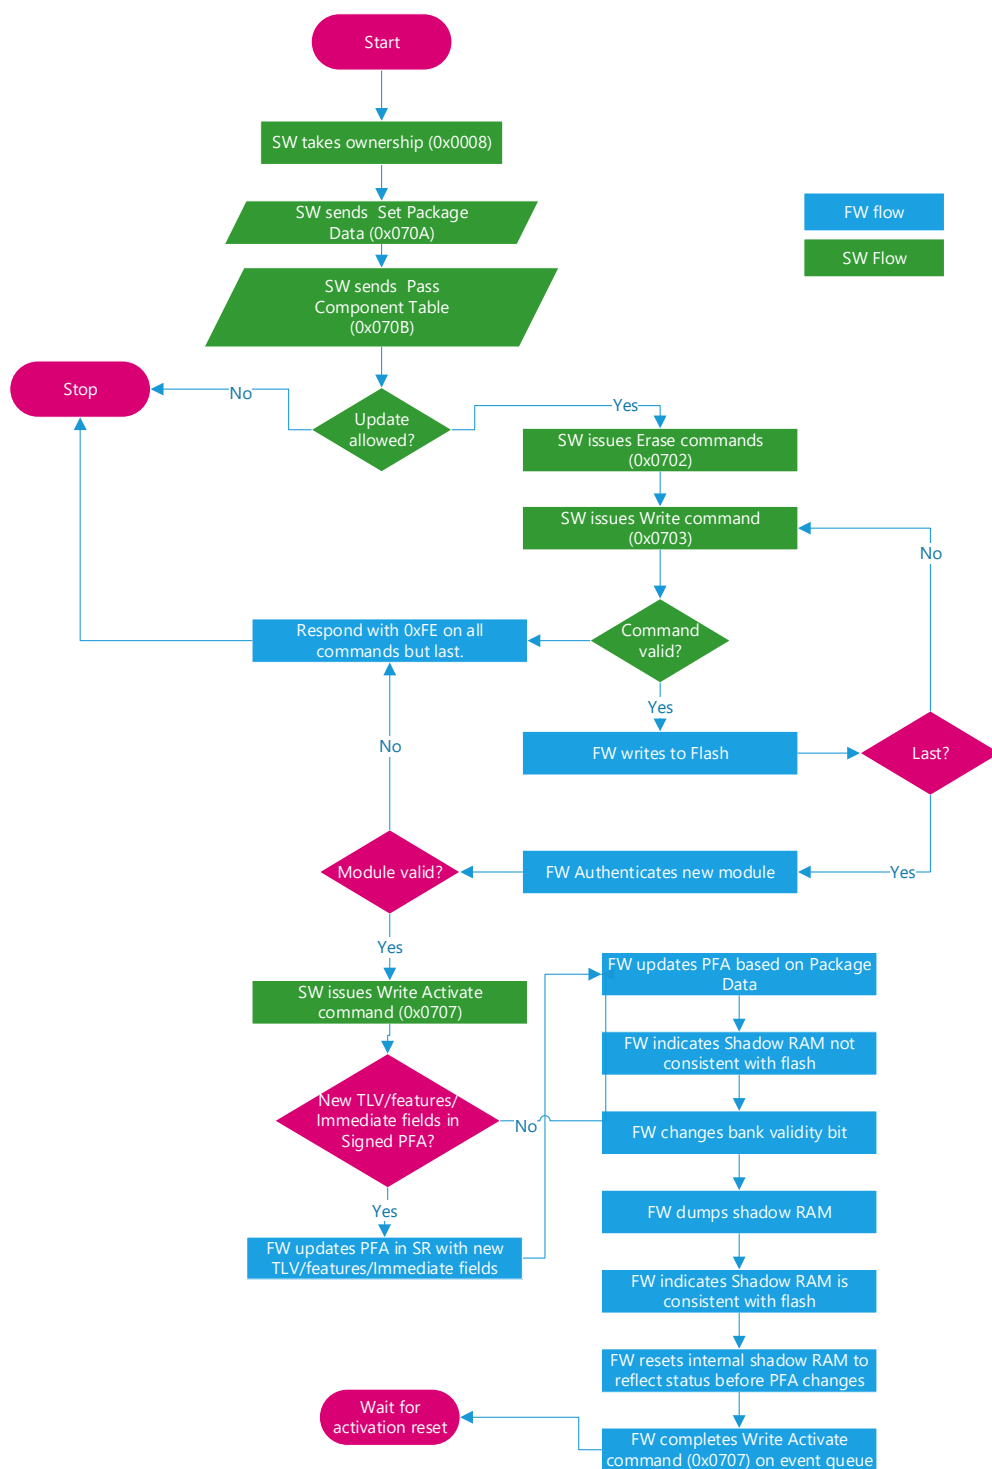 Start
SW takes ownership (0x0008)
SW sends  Set Package
Data (0x070A)
FW flow
SW Flow
SW sends  Pass
Component Table
(0x070B)
Stop
No
Update
allowed?
Yes
SW issues Erase commands
(0x0702)
SW issues Write command
(0x0703)
No
Respond with 0xFE on all
commands but last.
Command
valid?
Yes
FW writes to Flash
Last?
No
Module valid?
FW Authenticates new module
Yes
Yes
SW issues Write Activate
command (0x0707)
New TLV/features/
Immediate fields in
Signed PFA?
No
Yes
FW updates PFA in SR with new
TLV/features/Immediate fields
FW updates PFA based on Package
Data
FW indicates Shadow RAM not
consistent with flash
FW changes bank validity bit
FW dumps shadow RAM
FW indicates Shadow RAM is
consistent with flash
FW resets internal shadow RAM to
reflect status before PFA changes
FW completes Write Activate
command (0x0707) on event queue
Wait for
activation reset